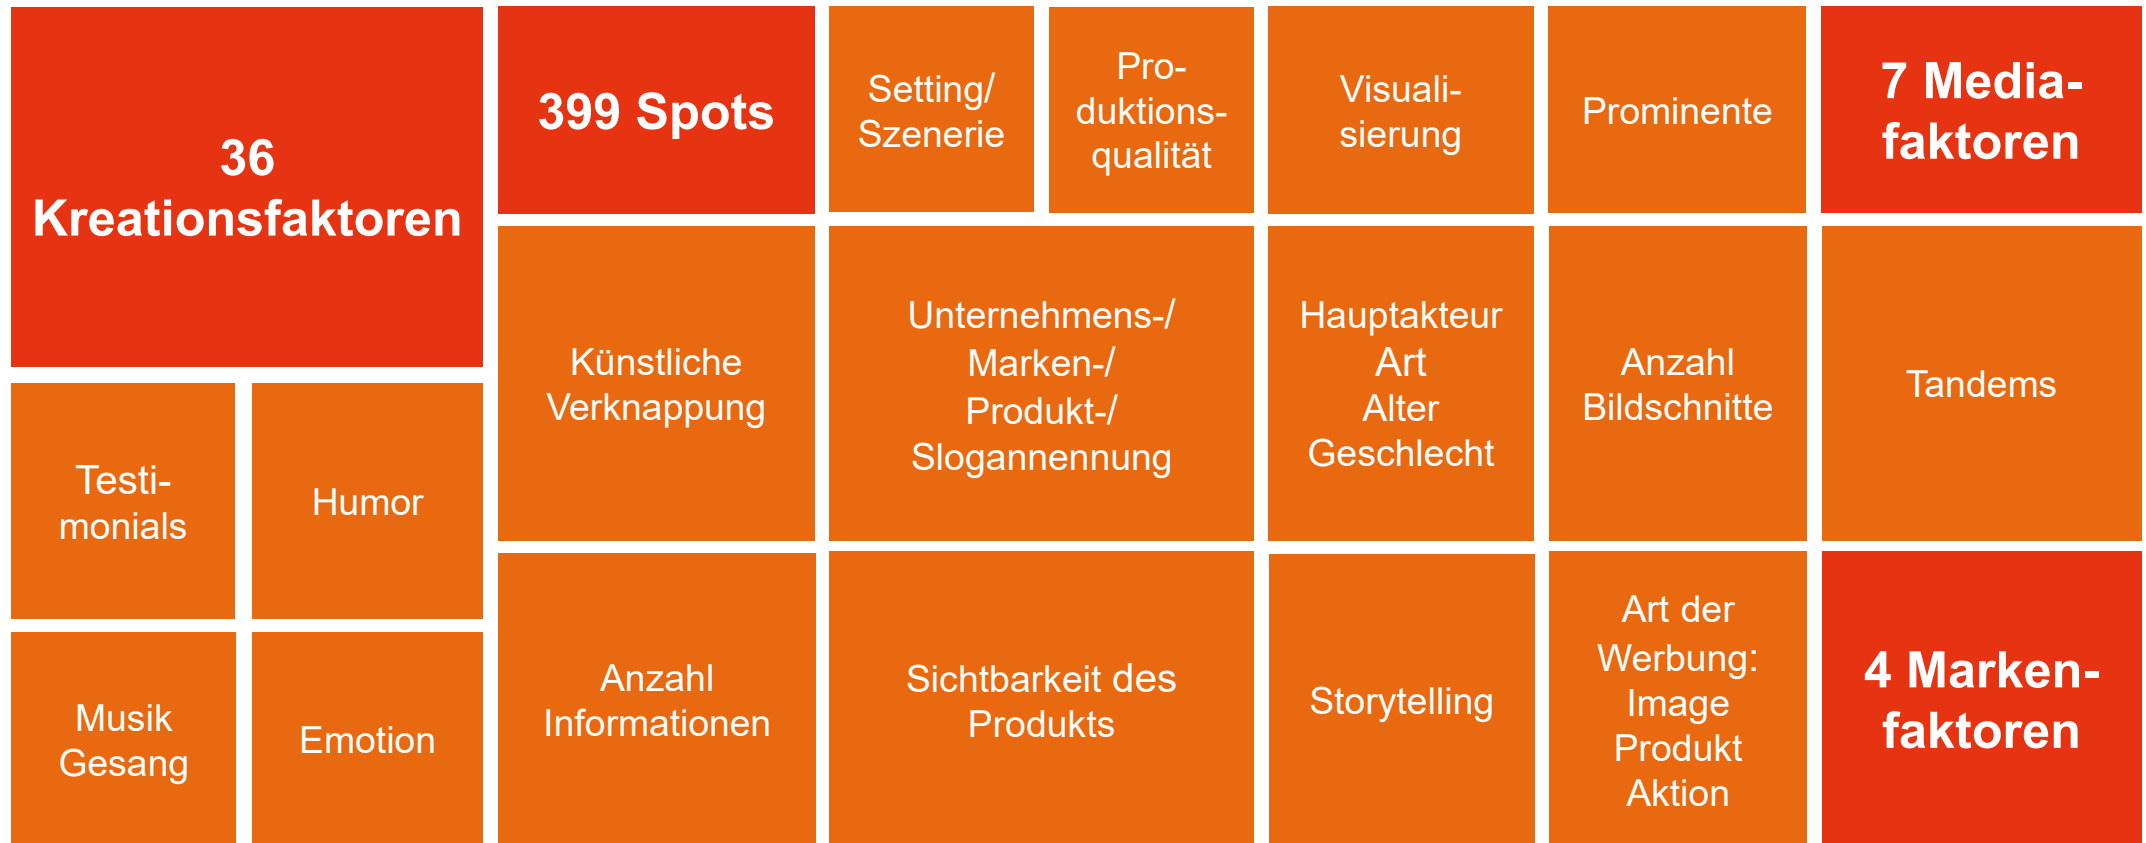 36
Kreationsfaktoren
399 Spots
Setting/
Szenerie
Pro-
duktions-
qualität
Visuali-
sierung
Prominente
7 Media-
faktoren
Künstliche
Verknappung
Unternehmens-/
Marken-/
Produkt-/
Slogannennung
Hauptakteur
Art
Alter
Geschlecht
Anzahl
Bildschnitte
Tandems
Testi-
monials
Humor
Musik
Gesang
Emotion
Anzahl
Informationen
Sichtbarkeit des
Produkts
Storytelling
Art der
Werbung:
Image
Produkt
Aktion
4 Marken-
faktoren